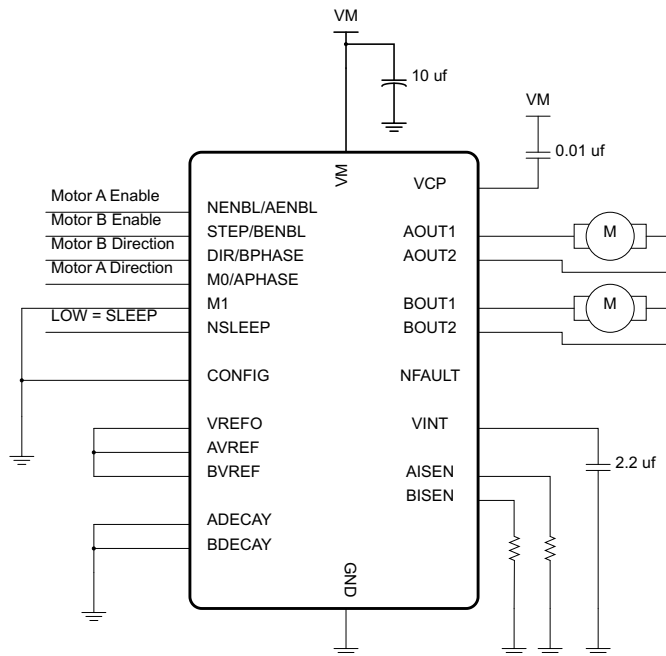 VM
10 uf
VM
0.01 uf
VM
VCP
Motor A Enable
NENBL/AENBL
Motor B Enable
STEP/BENBL
AOUT1
M
Motor B Direction
DIR/BPHASE
AOUT2
Motor A Direction
M0/APHASE
M1
BOUT1
M
LOW = SLEEP
NSLEEP
BOUT2
CONFIG
NFAULT
VREFO
VINT
AVREF
BVREF
AISEN
2.2 uf
BISEN
ADECAY
BDECAY
GND